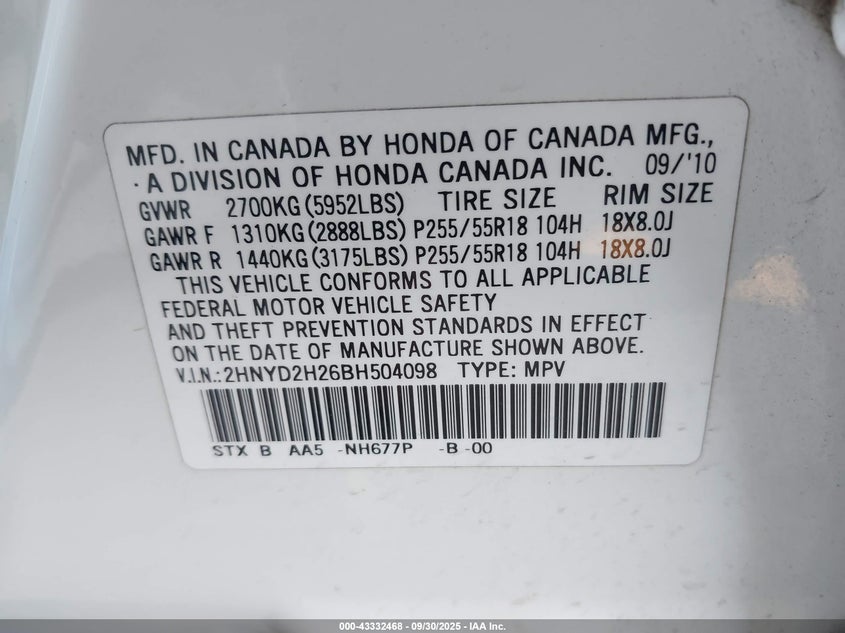 MFD. IN CANADA BY HONDA OF CANADA MFG.,
·A DIVISION OF HONDA CANADA INC. 09/'10
GVWR 2700KG(5952LBS) TIRE SIZE RIM SIZE
GAWR F 1310KG(2888LBS) P255/55R18 104H 18X8.0J
GAWR R 1440KG(3175LBS) P255/55R18 104H 18X8.0J
THIS VEHICLE CONFORMS TO ALL APPLICABLE
FEDERAL MOTOR VEHICLE SAFETY
AND THEFT PREVENTION STANDARDS IN EFFECT
ON THE DATE OF MANUFACTURE SHOWN ABOVE.
V.I.N.:2HNYD2H26BH504098 TYPE: MPV
STX B AA5 -NH677P -B -00
000-43332468 - 09/30/2025 - IAA Inc.